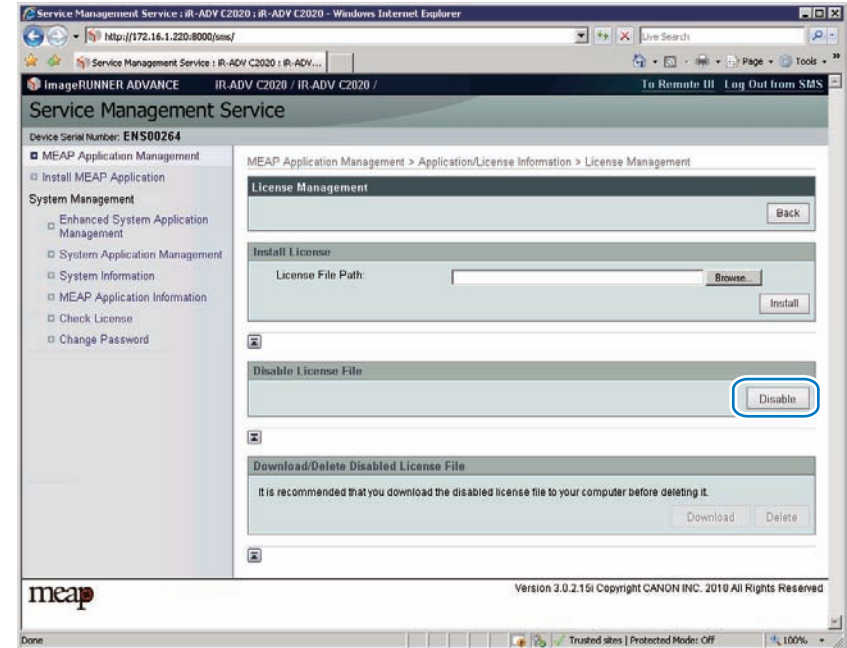 Service Management Service : iR-ADV C2020 : iR-ADV C2020 - Windows Internet Explorer
http://172.16.1.220:8000/sms/
Live Search
Service Management Service : iR-ADV C2020 : iR-ADV...
Page
Tools
imageRUNNER ADVANCE iR-ADV C2020 / iR-ADV C2020 /
To Remote UI Log Out from SMS
Service Management Service
Device Serial Number: ENS00264
MEAP Application Management
Install MEAP Application
System Management
Enhanced System Application
Management
System Application Management
System Information
MEAP Application Information
Check License
Change Password
MEAP Application Management > Application/License Information > License Management
License Management
Back
Install License
License File Path:
Browse...
Install
Disable License File
Disable
Download/Delete Disabled License File
It is recommended that you download the disabled license file to your computer before deleting it.
Download Delete
meap
Version 3.0.2.15i Copyright CANON INC. 2010 All Rights Reserved
Done
Trusted sites | Protected Mode: Off
100%